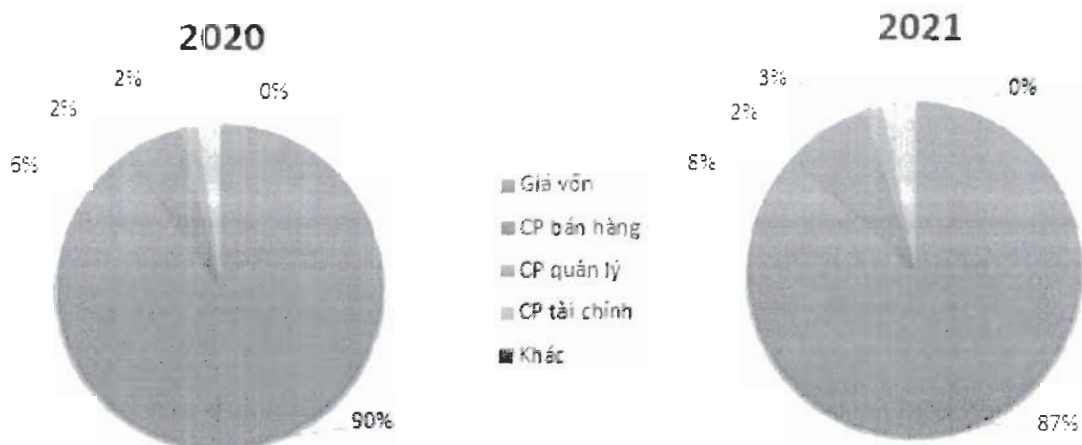 2020
2%
0%
2%
6%
90%
Giá vốn
CP bán hàng
CP quản lý
CP tài chính
Khác
2021
3%
0%
2%
8%
87%